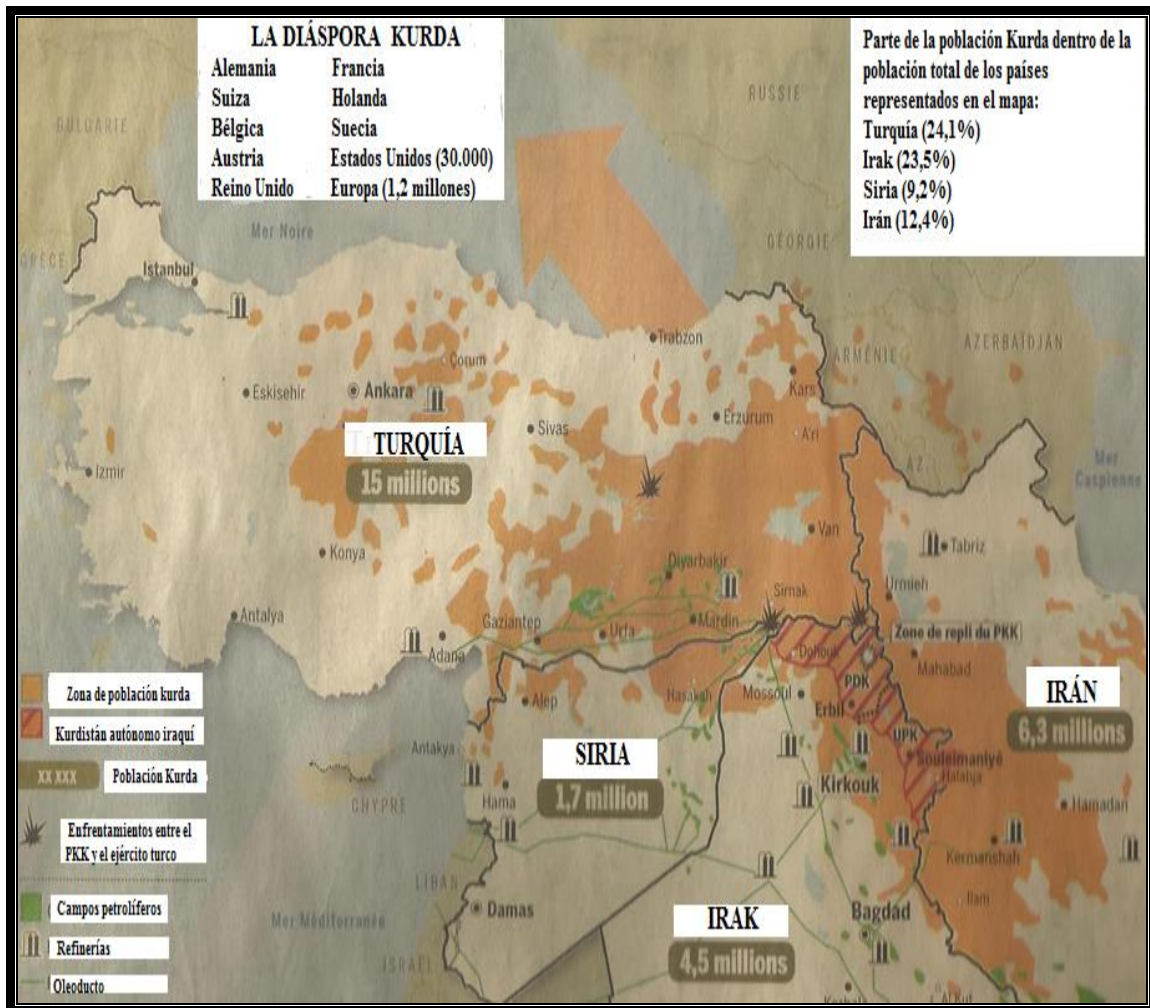 LA DIÁSPORA KURDA
Alemania Francia
Suiza Holanda
Bélgica Suecia
Austria Estados Unidos (30.000)
Reino Unido Europa (1,2 millones)
Parte de la población Kurda dentro de la
población total de los países
representados en el mapa:
Turquía (24,1%)
Irak (23,5%)
Siria (9,2%)
Irán (12,4%)
BULGARIE
RUSSIE
Mer Noire
GÉORGIE
GRÈCE
Istanbul
Trabzon
ARMÉNIE
AZERBAÏDJAN
Çorum
Eskisehir
Ankara
Kars
Erzurum
Sivas
A'ri
TURQUÍA
15 millions
AZ.
Mer
Caspienne
Izmir
Konya
Van
Tabriz
Diyarbakir
Urmieh
Sirnak
Antalya
Gaziantep
Urfa
Mardin
Zone de repli du PKK
Adana
Dohouk
Mahabad
Zona de población kurda
Alep
Hasakah
Mossoul
PDK
IRÁN
Erbil
6,3 millions
Kurdistán autónomo iraquí
Antakya
SIRIA
UPK
Souleimaniyé
XX XXX
Población Kurda
Kirkouk
Halabja
1,7 million
CHYPRE
Hama
Hamadan
Enfrentamientos entre el
PKK y el ejército turco
Kermanshah
LIBAN
Ilam
Campos petrolíferos
Damas
IRAK
Bagdad
Mer Méditerranée
Refinerías
4,5 millions
ISRAËL
Oleoducto
Al Kut